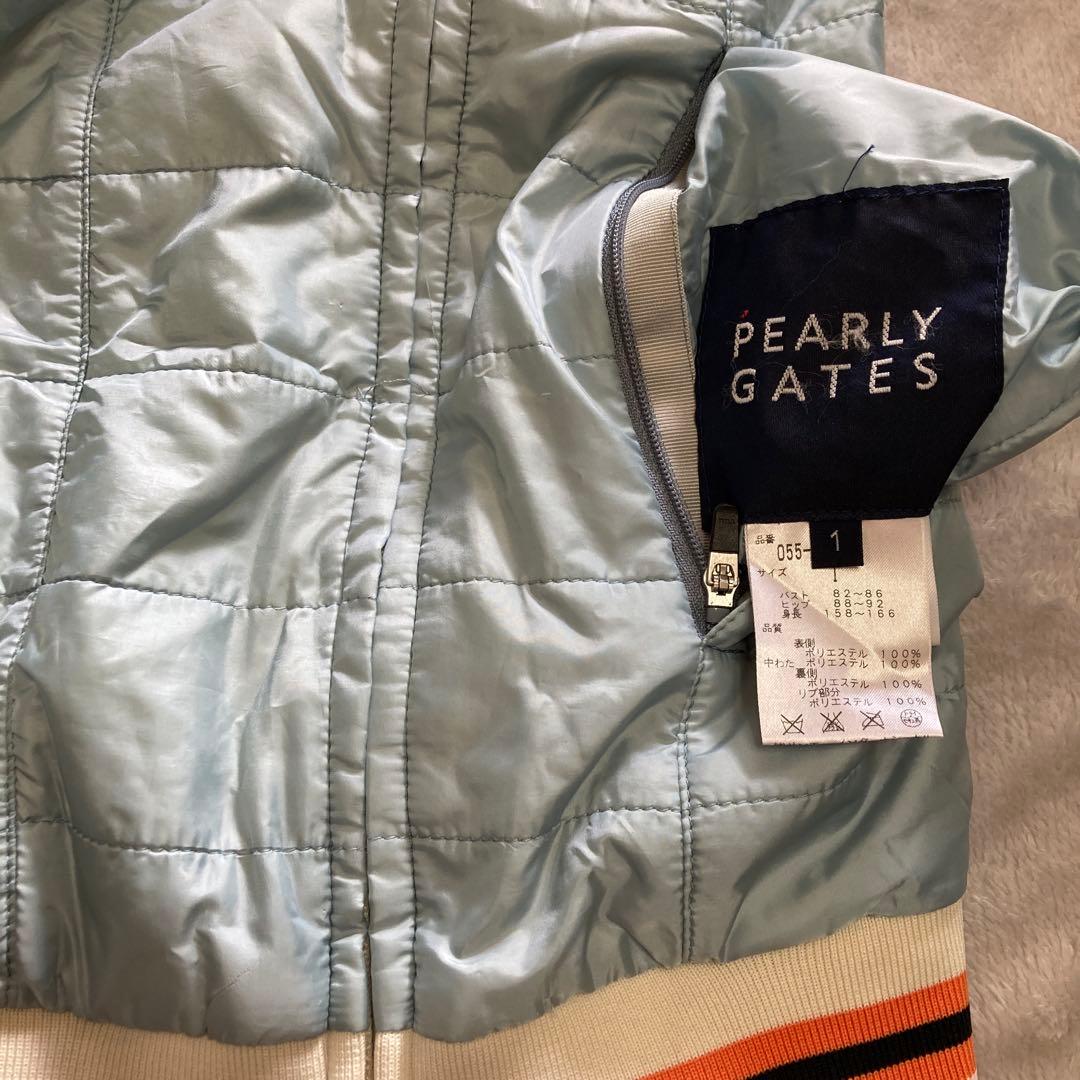 PEARLY
GATES
1
品番
055-
サイズ
1
バスト 82～86
ヒップ 88～92
身長 158～166
品質
表側
ポリエステル 100%
中わた ポリエステル 100%
裏側
ポリエステル 100%
リブ部分
ポリエステル 100%